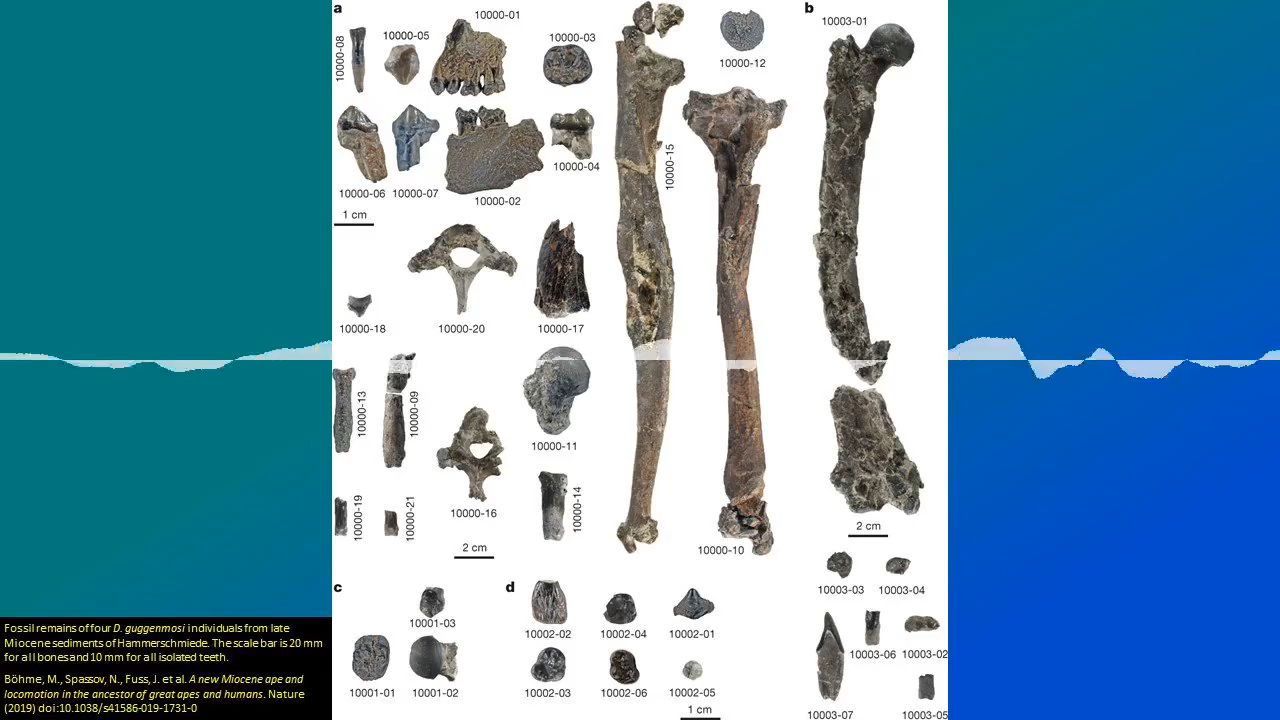 a
b
10003-01
10000-01
10000-08
10000-05
10000-03
10000-12
10000-15
10000-06
10000-07
10000-04
10000-02
1 cm
10000-18
10000-20
10000-17
10000-13
10000-09
10000-11
10000-16
10000-19
10000-21
10000-14
2 cm
10000-10
2 cm
10003-03
10003-04
c
d
10001-03
10002-02
10002-04
10002-01
10003-06
10003-02
10001-01
10001-02
10002-03
10002-06
10002-05
1 cm
10003-07
10003-05
Fossil remains of four D. guggenmosi individuals from late
Miocene sediments of Hammerschmiede. The scale bar is 20 mm
for all bones and 10 mm for all isolated teeth.
Böhme, M., Spassov, N., Fuss, J. et al. A new Miocene ape and
locomotion in the ancestor of great apes and humans. Nature
(2019) doi:10.1038/s41586-019-1731-0